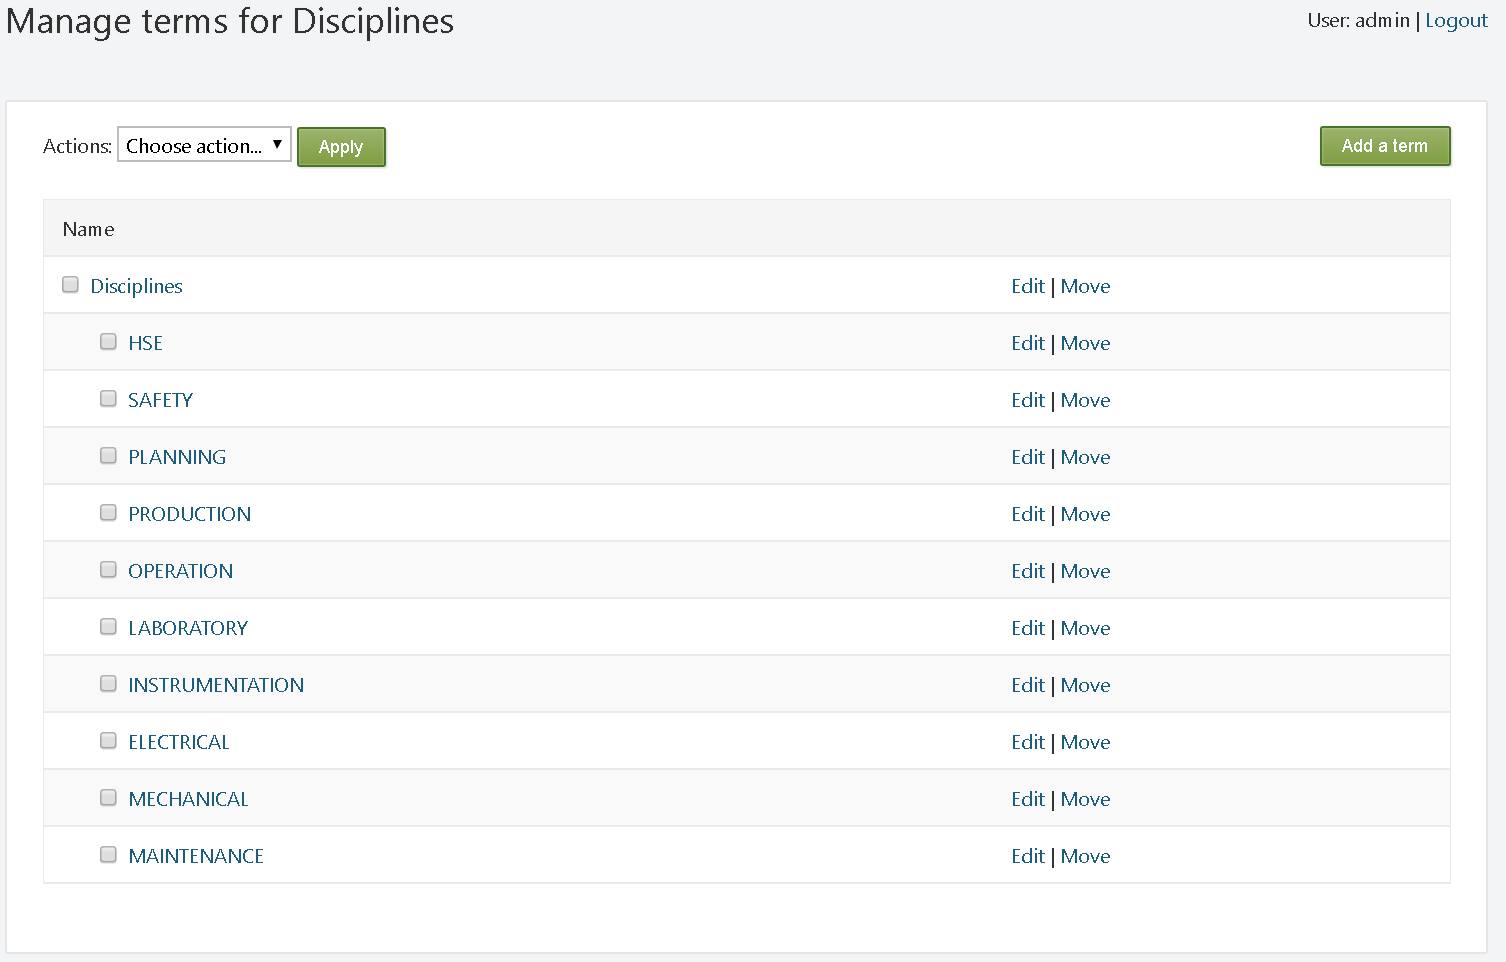 Manage terms for Disciplines
User: admin | Logout
Actions: Choose action... Apply
Add a term
Name
Disciplines Edit | Move
HSE Edit | Move
SAFETY Edit | Move
PLANNING Edit | Move
PRODUCTION Edit | Move
OPERATION Edit | Move
LABORATORY Edit | Move
INSTRUMENTATION Edit | Move
ELECTRICAL Edit | Move
MECHANICAL Edit | Move
MAINTENANCE Edit | Move